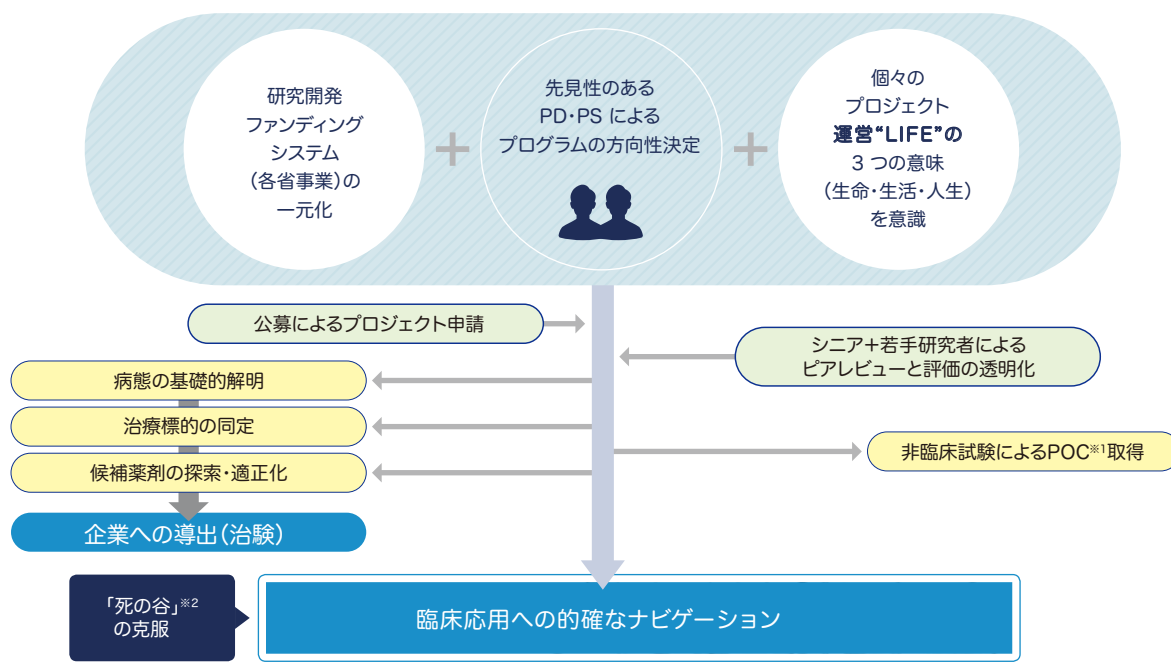 研究開発
ファンディング
システム
（各省事業）の
一元化
＋
先見性のある
PD・PS による
プログラムの方向性決定
＋
個々の
プロジェクト
運営“LIFE”の
3 つの意味
（生命・生活・人生）
を意識
公募によるプロジェクト申請
シニア＋若手研究者による
ピアレビューと評価の透明化
病態の基礎的解明
治療標的の同定
非臨床試験によるPOC※1取得
候補薬剤の探索・適正化
企業への導出（治験）
「死の谷」※2
の克服
臨床応用への的確なナビゲーション